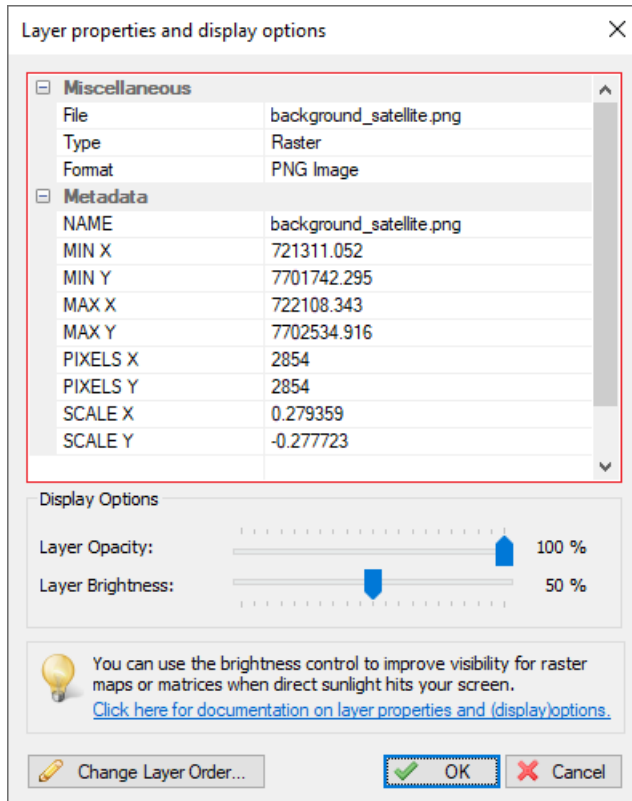 Layer properties and display options
Miscellaneous
File background_satellite.png
Type Raster
Format PNG Image
Metadata
NAME background_satellite.png
MIN X 721311.052
MIN Y 7701742.295
MAX X 722108.343
MAX Y 7702534.916
PIXELS X 2854
PIXELS Y 2854
SCALE X 0.279359
SCALE Y -0.277723
Display Options
Layer Opacity: 100 %
Layer Brightness: 50 %
You can use the brightness control to improve visibility for raster
maps or matrices when direct sunlight hits your screen.
Click here for documentation on layer properties and (display)options.
Change Layer Order... OK Cancel